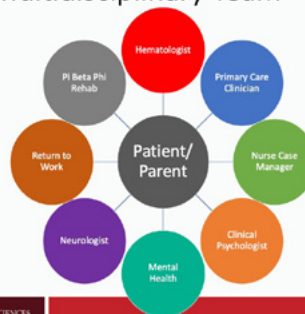 Hematologist
Primary Care
Clinician
Nurse Case
Manager
Clinical
Psychologist
Mental
Health
Neurologist
Return to
Work
Pi Beta Phi
Rehab
Patient/
Parent